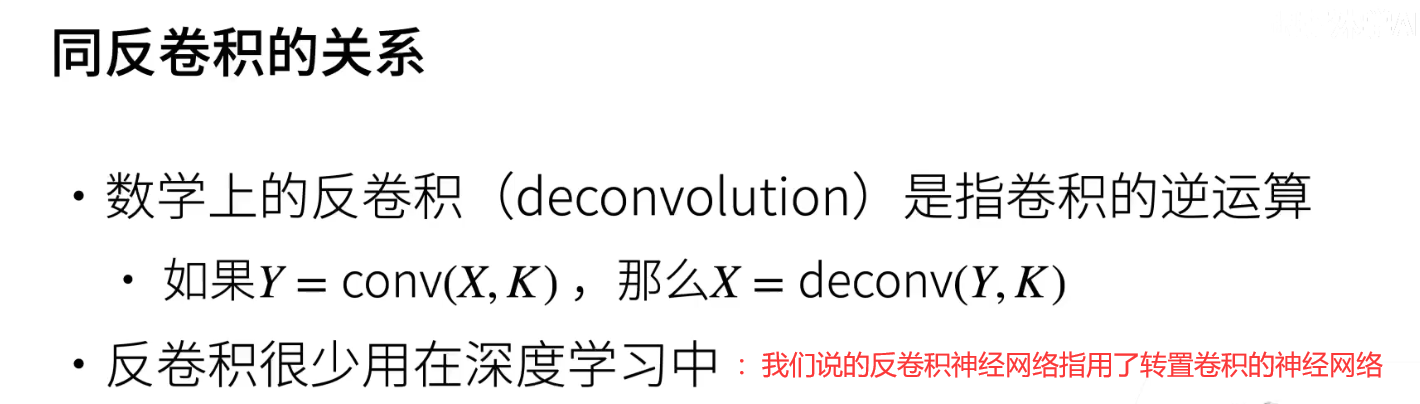 同反卷积的关系
• 数学上的反卷积（deconvolution）是指卷积的逆运算
• 如果Y = conv(X, K)，那么X = deconv(Y, K)
• 反卷积很少用在深度学习中：我们说的反卷积神经网络指用了转置卷积的神经网络